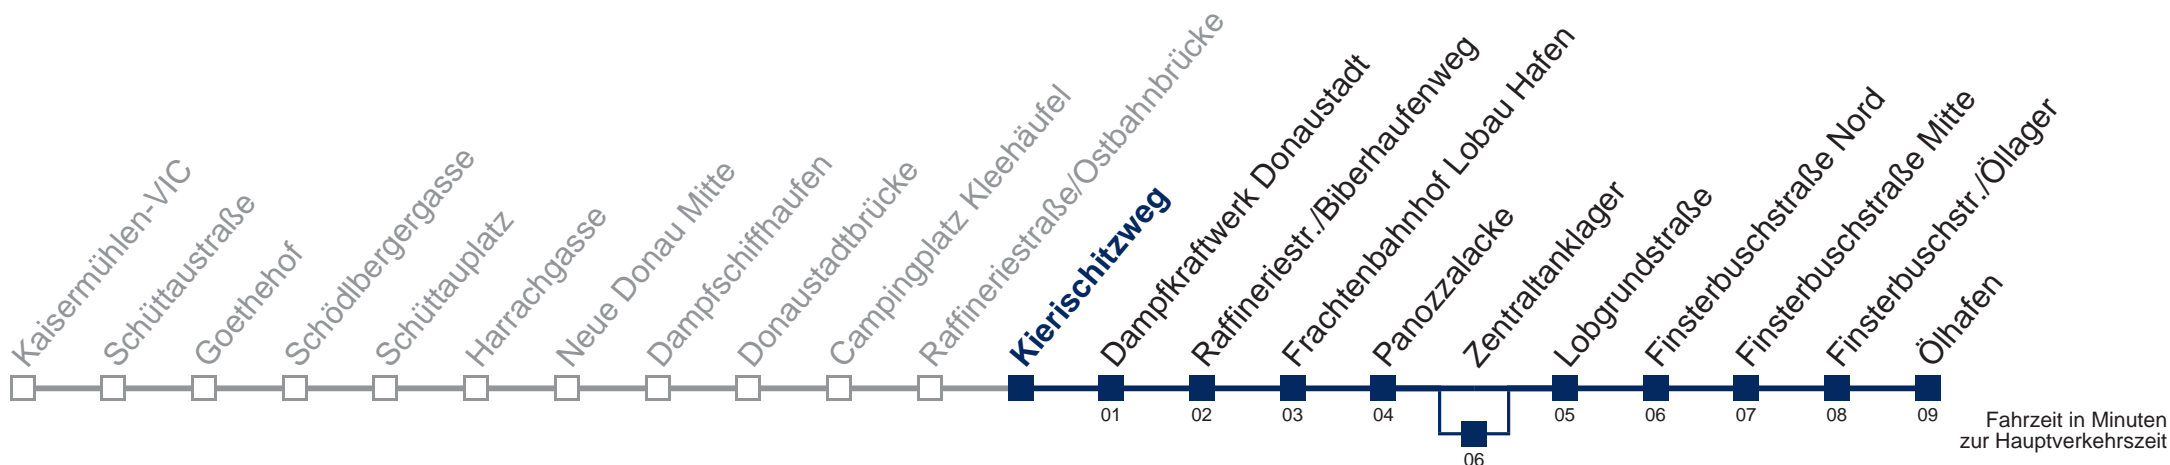 Kaisermühlen-VIC
Schüttaustraße
Goethehof
Schödlbergergasse
Schüttauplatz
Harrachgasse
Neue Donau Mitte
Dampfschiffhaufen
Donaustadtbrücke
Campingplatz Kleehäufel
Raffineriestraße/Ostbahnbrücke
Kierischitzweg
Dampfkraftwerk Donaustadt
Raffineriestr./Biberhaufenweg
Frachtenbahnhof Lobau Hafen
Panozzalacke
Zentraltanklager
Lobgrundstraße
Finsterbuschstraße Nord
Finsterbuschstraße Mitte
Finsterbuschstr./Öllager
Ölhafen
01 02 03 04 05 06 07 08 09
06
Fahrzeit in Minuten
zur Hauptverkehrszeit